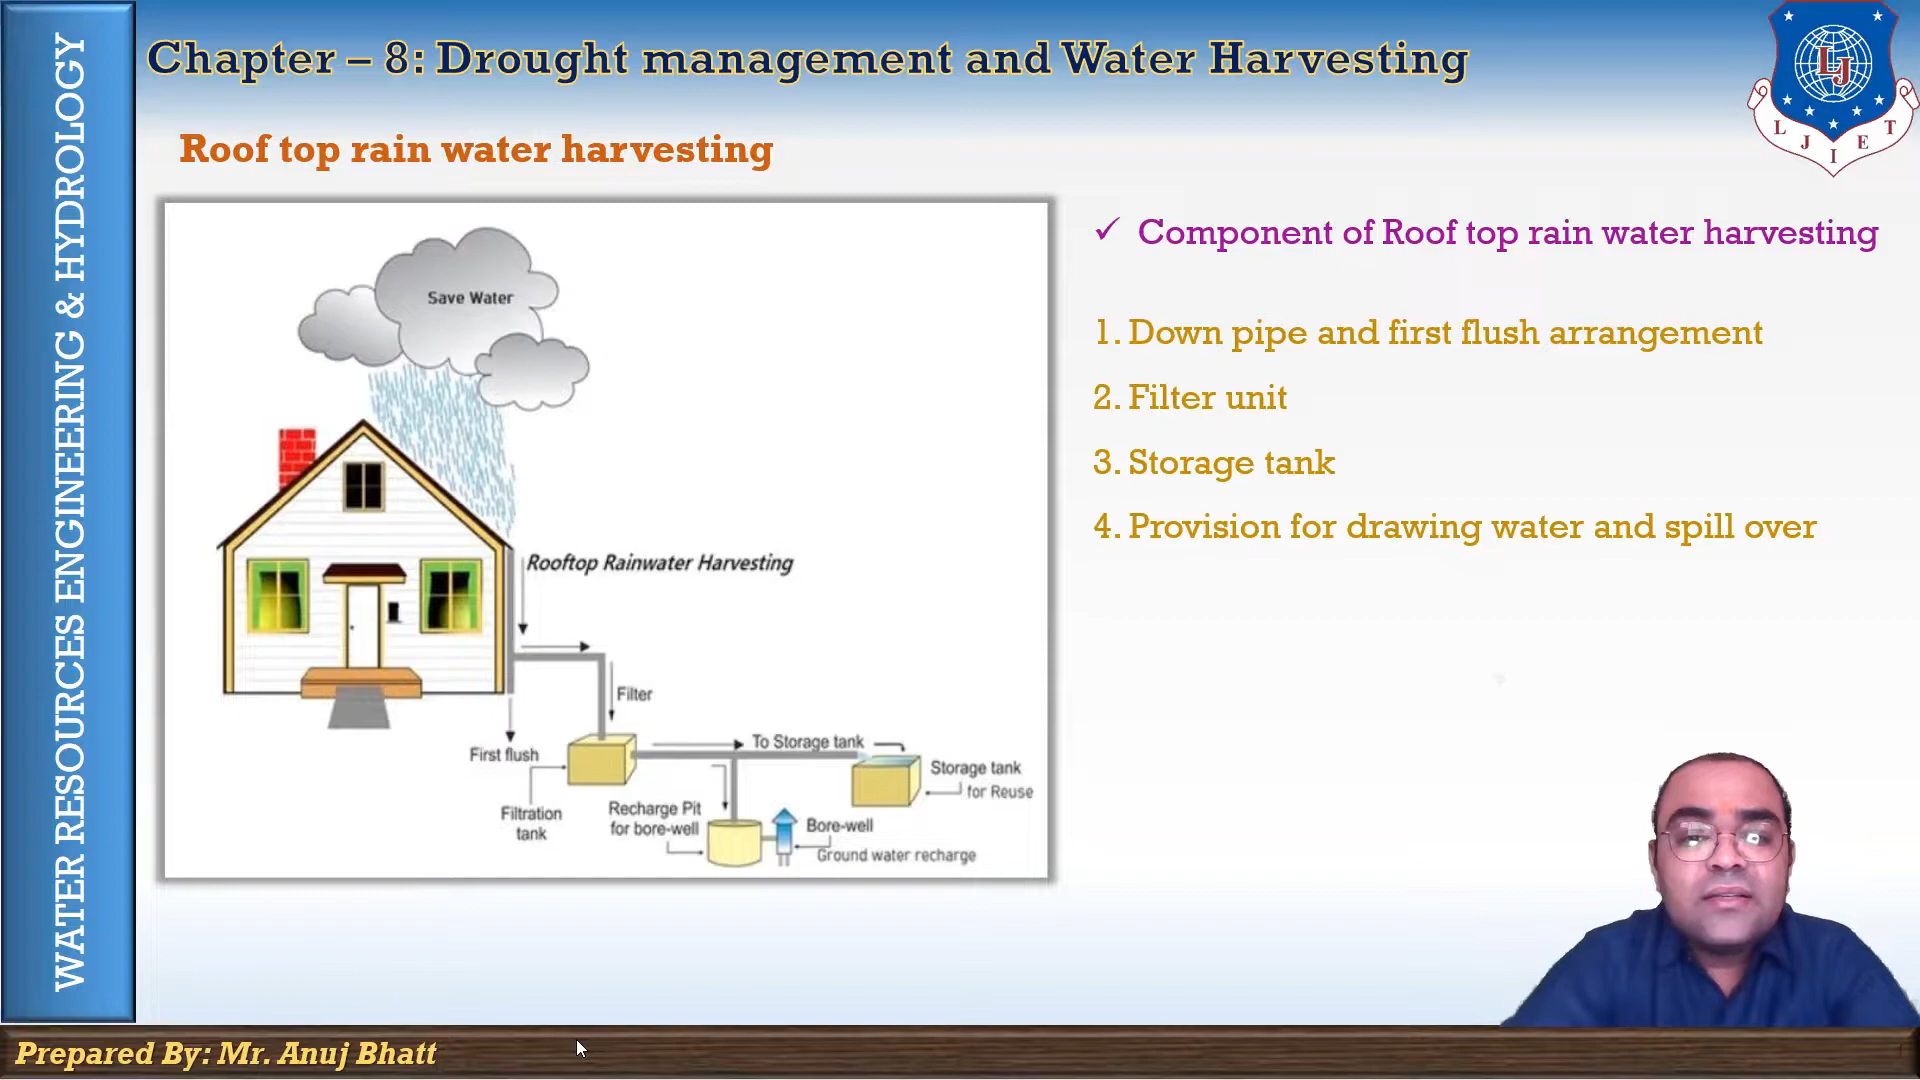 WATER RESOURCES ENGINEERING & HYDROLOGY
Chapter – 8: Drought management and Water Harvesting
LJ
L
J
I
E
T
Roof top rain water harvesting
Save Water
Rooftop Rainwater Harvesting
Filter
First flush
To Storage tank
Storage tank
for Reuse
Filtration
tank
Recharge Pit
for bore-well
Bore-well
Ground water recharge
✓ Component of Roof top rain water harvesting
1. Down pipe and first flush arrangement
2. Filter unit
3. Storage tank
4. Provision for drawing water and spill over
Prepared By: Mr. Anuj Bhatt